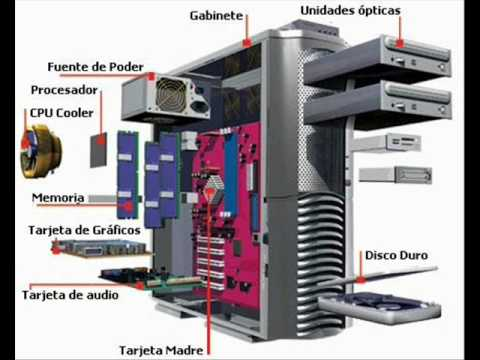 Gabinete
Unidades ópticas
Fuente de Poder
Procesador
CPU Cooler
Memoria
Tarjeta de Gráficos
Disco Duro
Tarjeta de audio
Tarjeta Madre